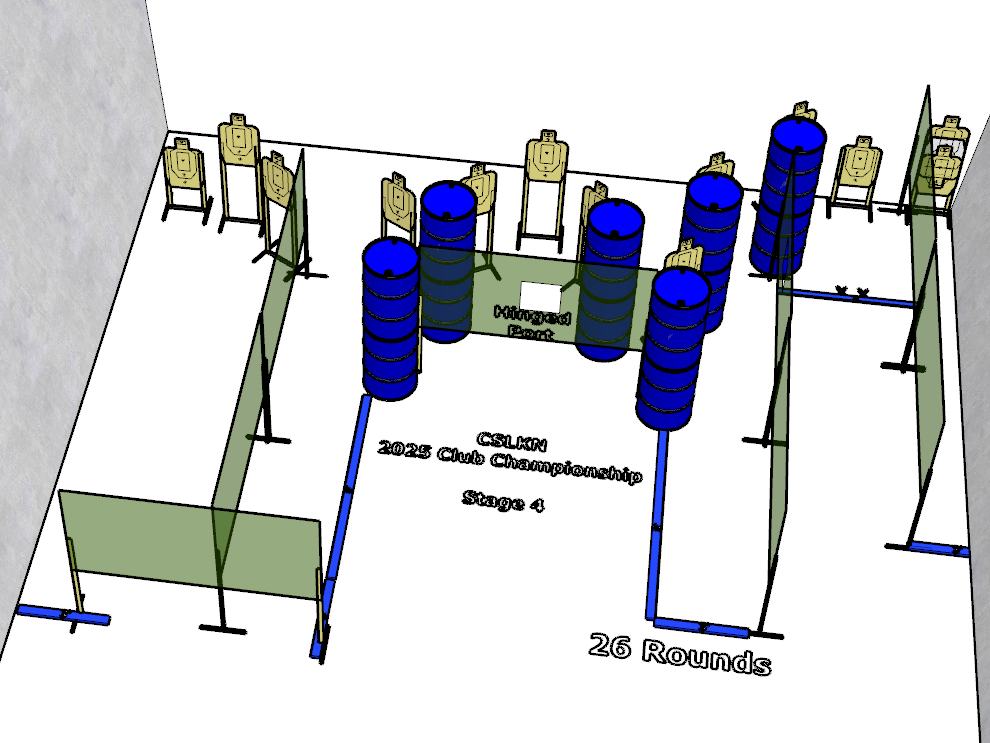 Hinged
Port
CSLKN
2025 Club Championship
Stage 4
26 Rounds